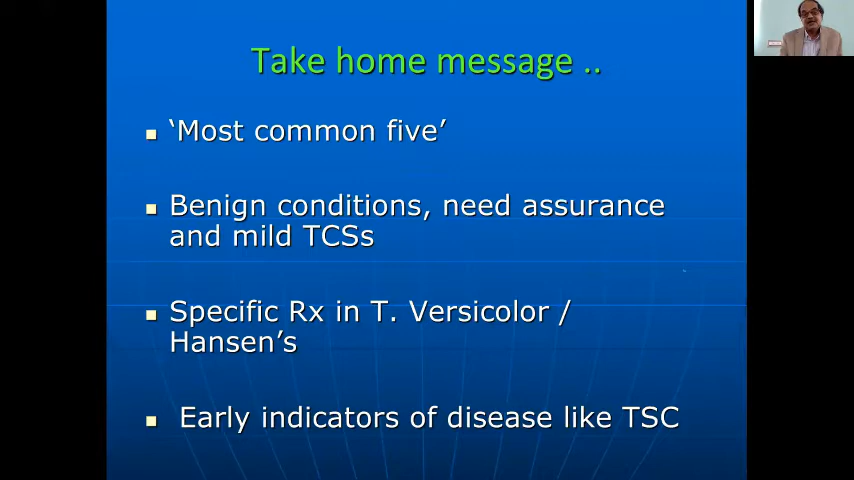 Take home message ..
‘Most common five’
Benign conditions, need assurance
and mild TCSs
Specific Rx in T. Versicolor /
Hansen’s
Early indicators of disease like TSC